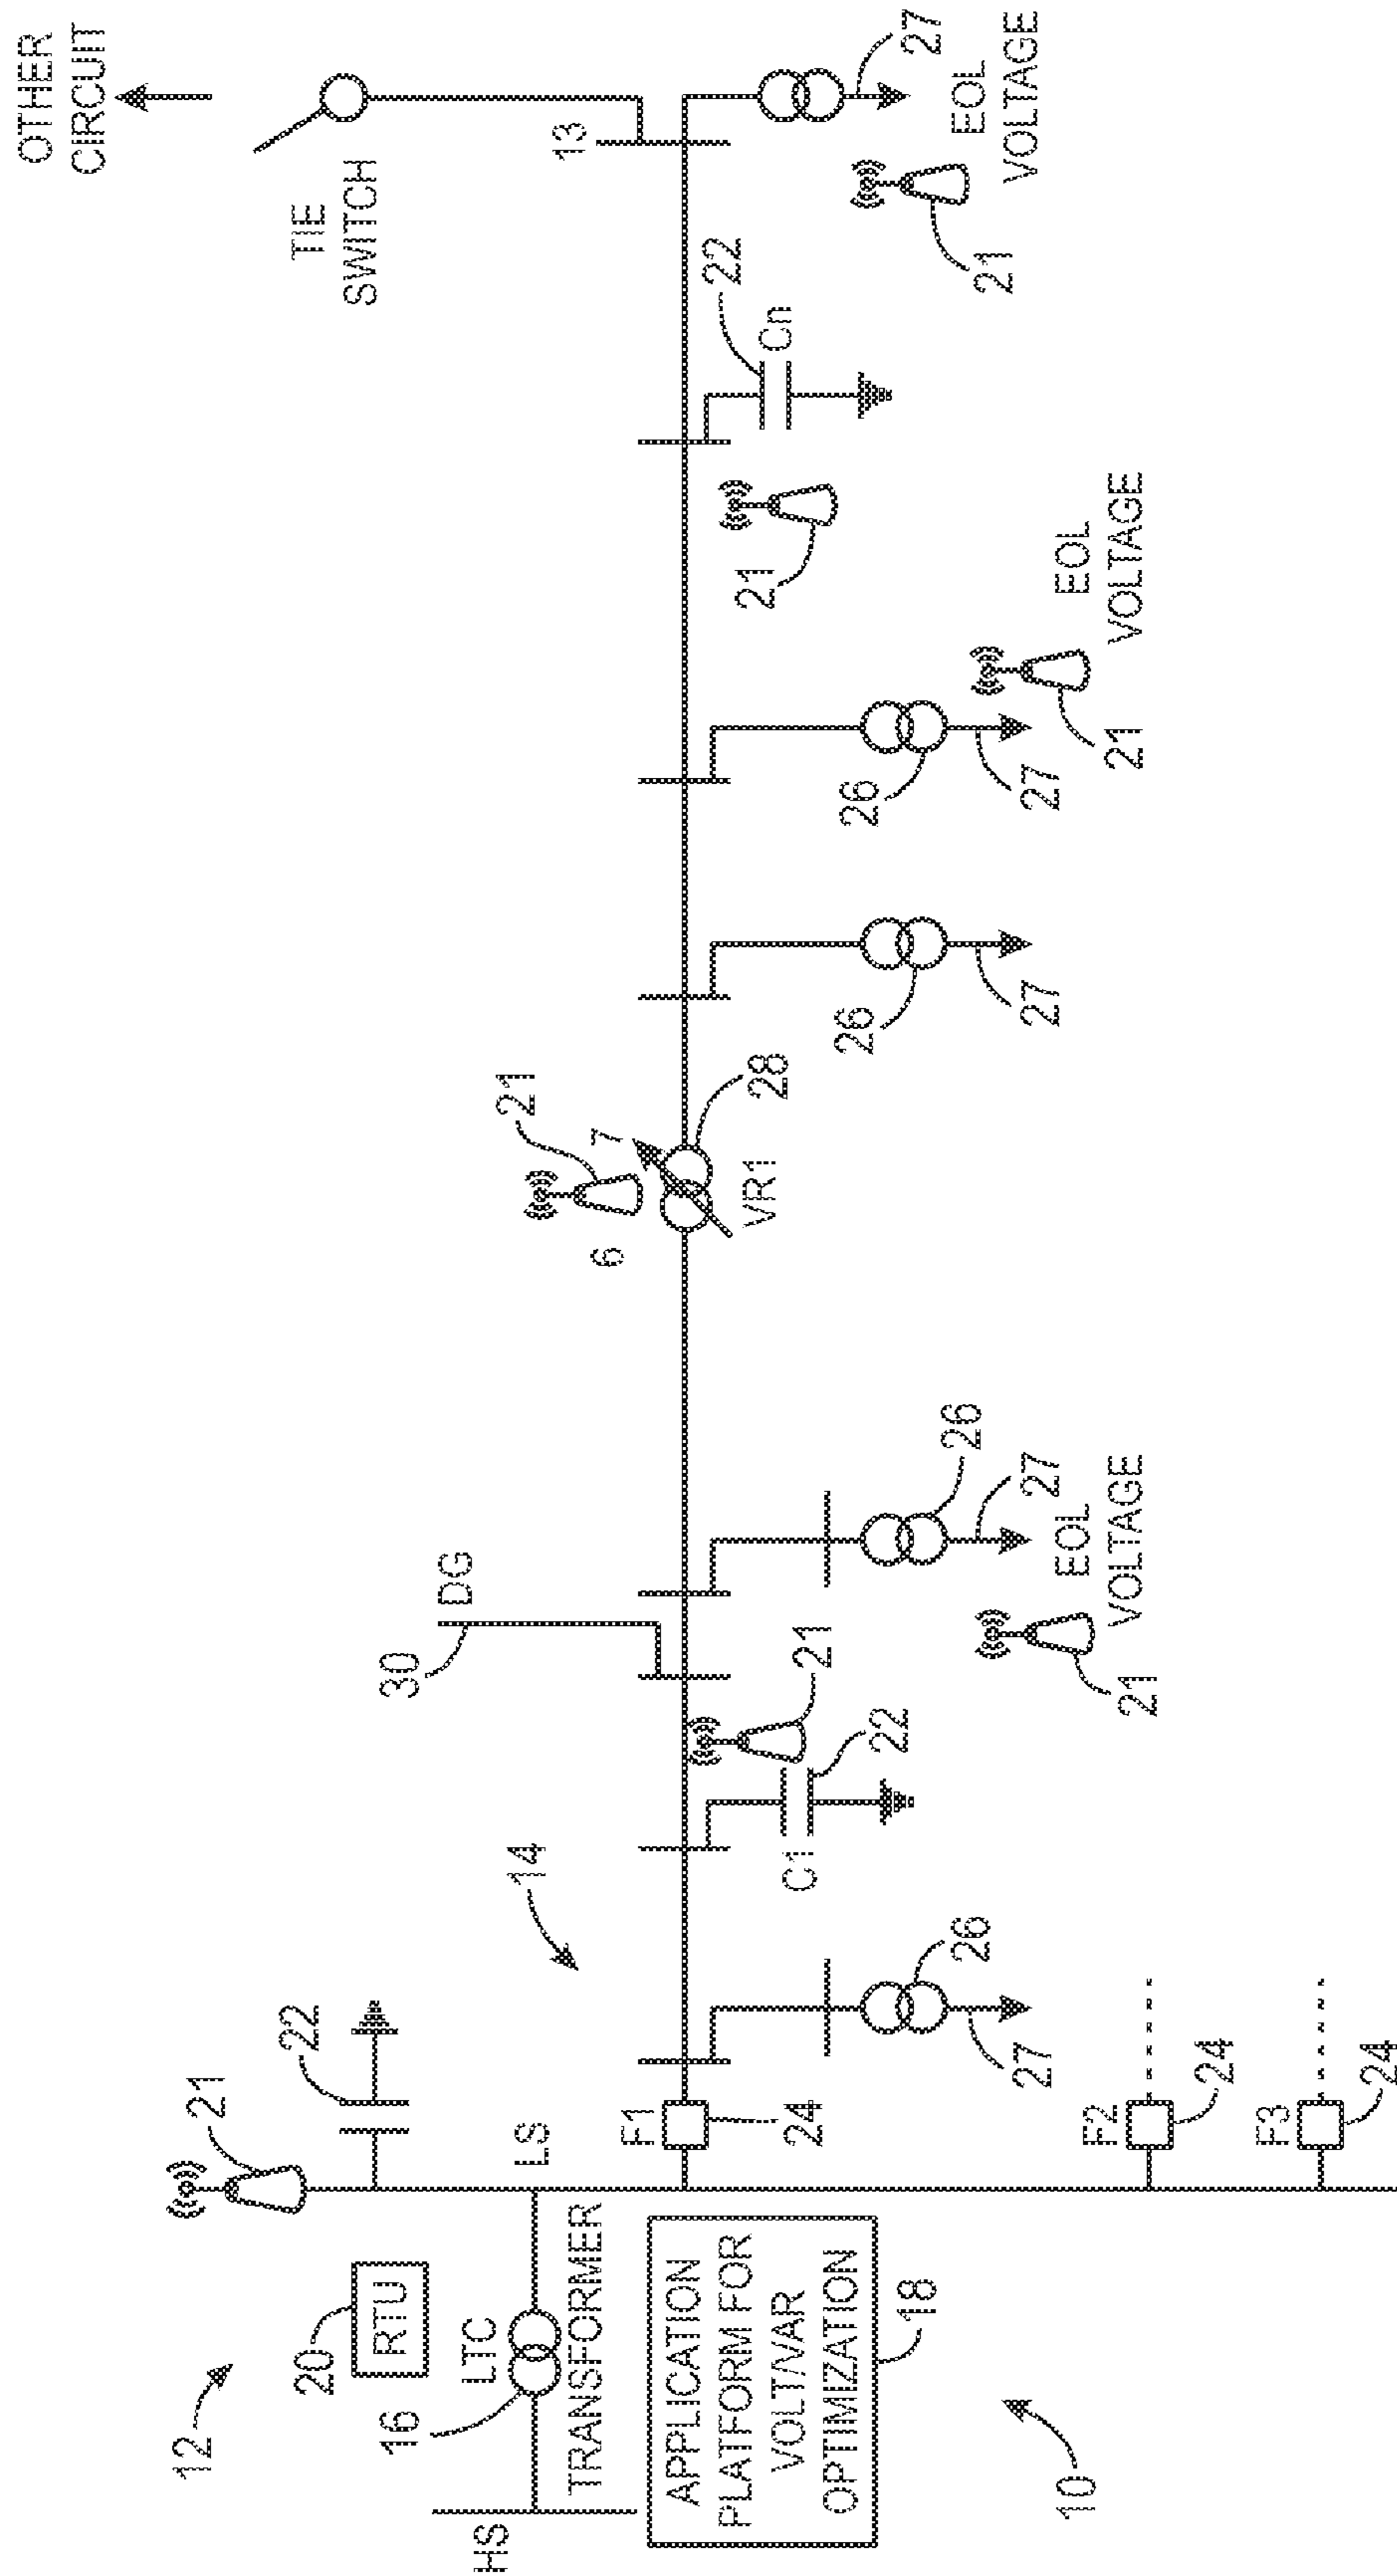 12
20
RTU
21
22
HS
16
LTC
TRANSFORMER
LS
APPLICATION
PLATFORM FOR
VOLT/VAR
OPTIMIZATION
18
10
F1
24
F2
24
F3
24
14
26
27
C1
22
21
30
DG
26
27
EOL
VOLTAGE
21
6
7
21
28
VR1
26
27
26
27
EOL
VOLTAGE
21
21
22
Cn
13
TIE
SWITCH
OTHER
CIRCUIT
27
EOL
VOLTAGE
21